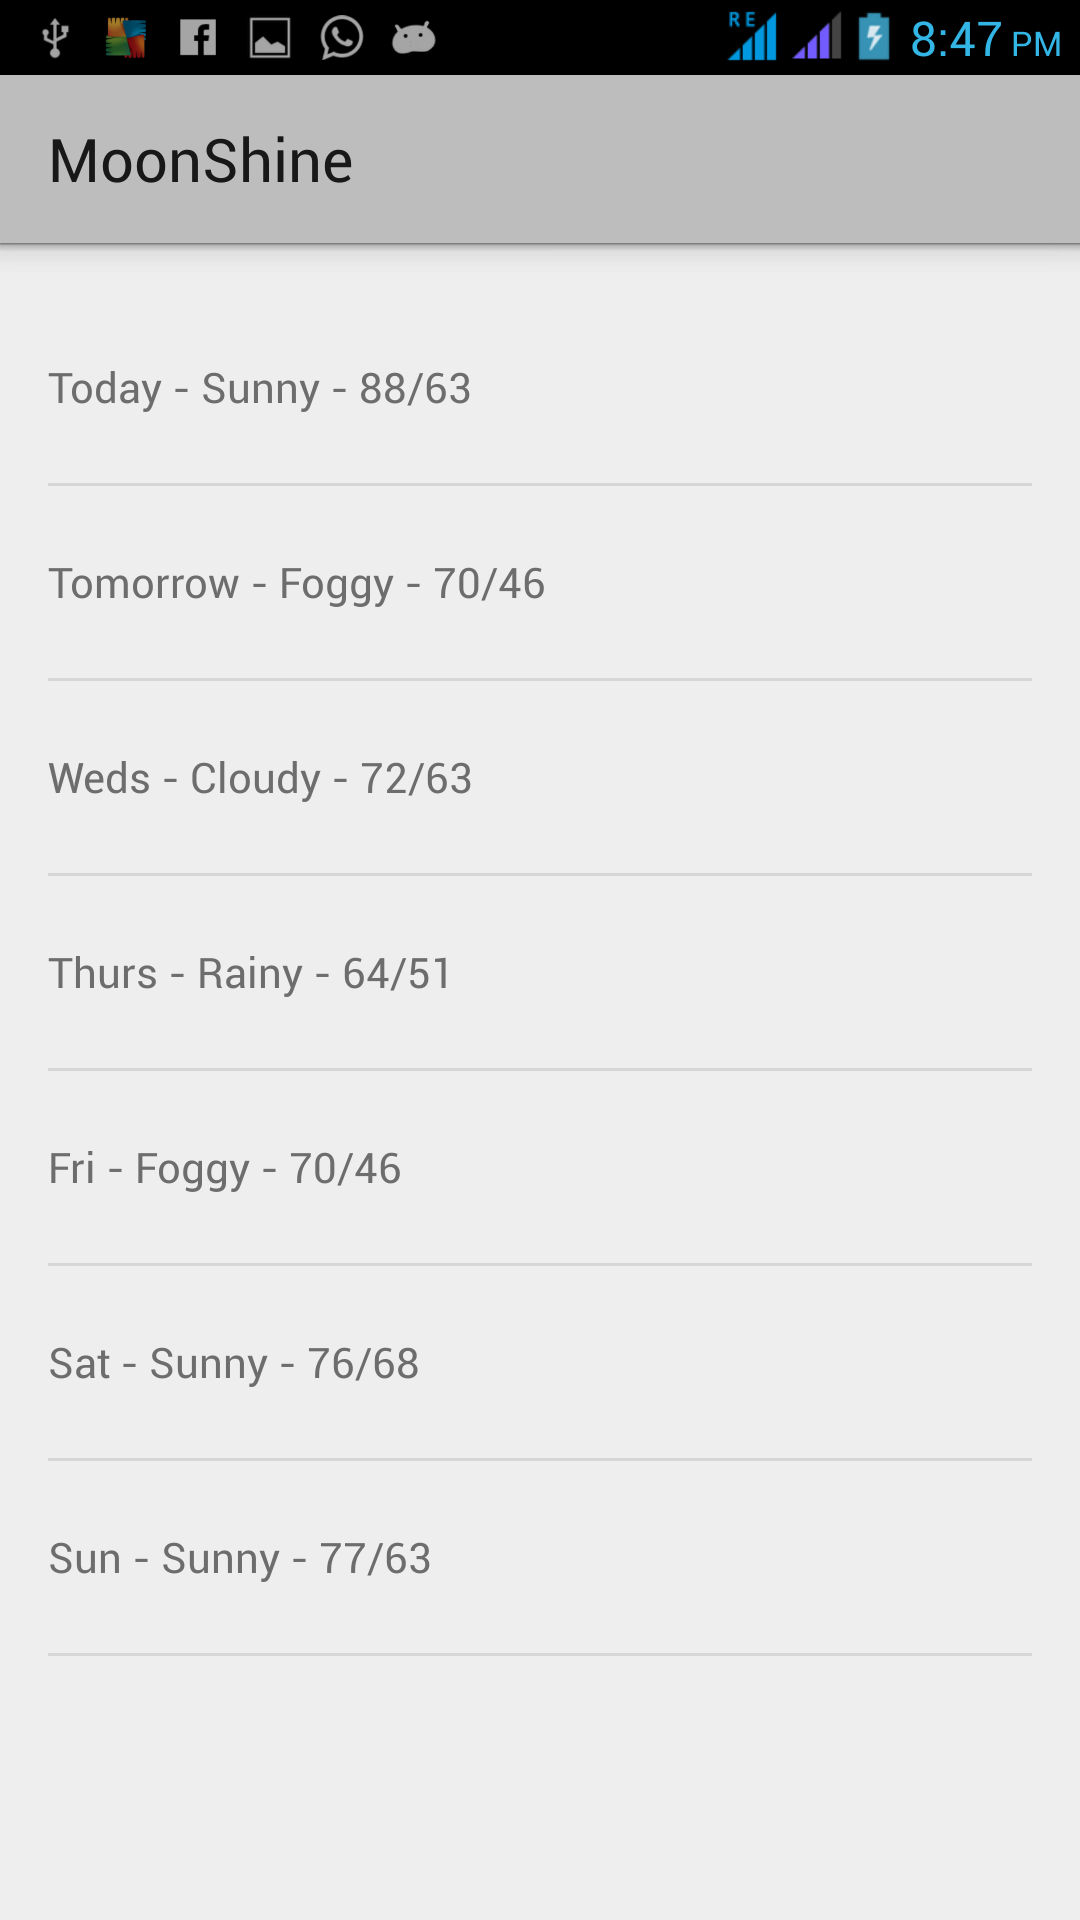 RE 8:47 PM
MoonShine
Today - Sunny - 88/63
Tomorrow - Foggy - 70/46
Weds - Cloudy - 72/63
Thurs - Rainy - 64/51
Fri - Foggy - 70/46
Sat - Sunny - 76/68
Sun - Sunny - 77/63